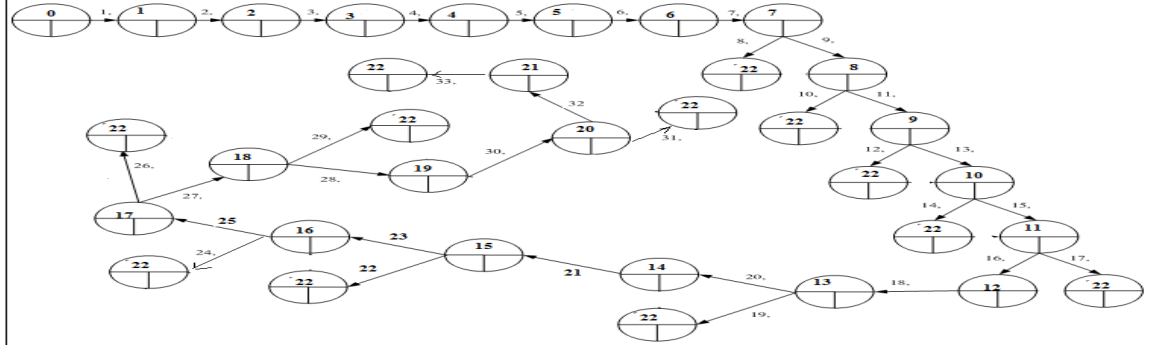 0 1, 1 2, 2 3, 3 4, 4 5, 5 6, 6 7, 7
8, 9,
22 33, 21 22 8
32 10, 11,
22 29, 22 20 22 22 9
31, 12, 13,
26, 18 30,
28, 19 22 10
27,
17 25 14, 15,
16 23 22 11
24, 15 16, 17,
22 22 22 21 14 20, 13 18, 12 22
22 19,